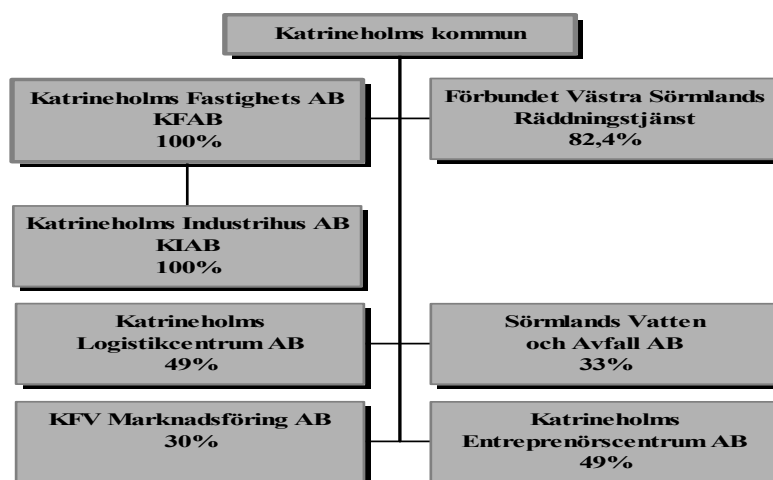 Katrineholms kommun
Katrineholms Fastighets AB
KFAB
100%
Förbundet Västra Sörmlands
Räddningstjänst
82,4%
Katrineholms Industrihus AB
KIAB
100%
Katrineholms
Logistikcentrum AB
49%
Sörmlands Vatten
och Avfall AB
33%
KFV Marknadsföring AB
30%
Katrineholms
Entreprenörscentrum AB
49%